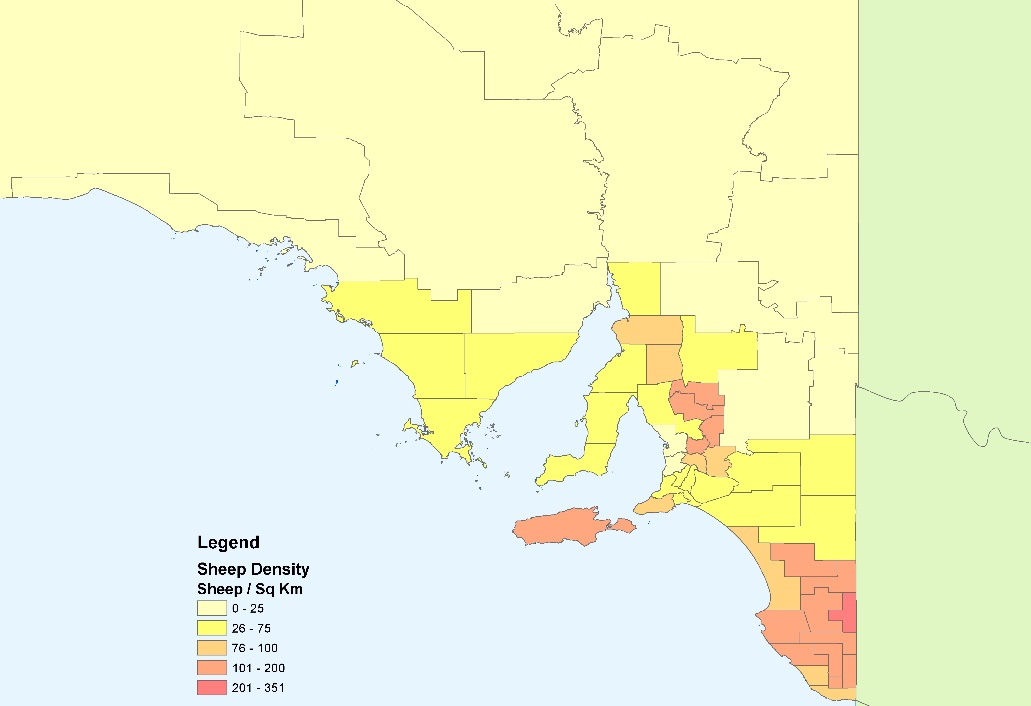 Legend
Sheep Density
Sheep / Sq Km
0 - 25
26 - 75
76 - 100
101 - 200
201 - 351